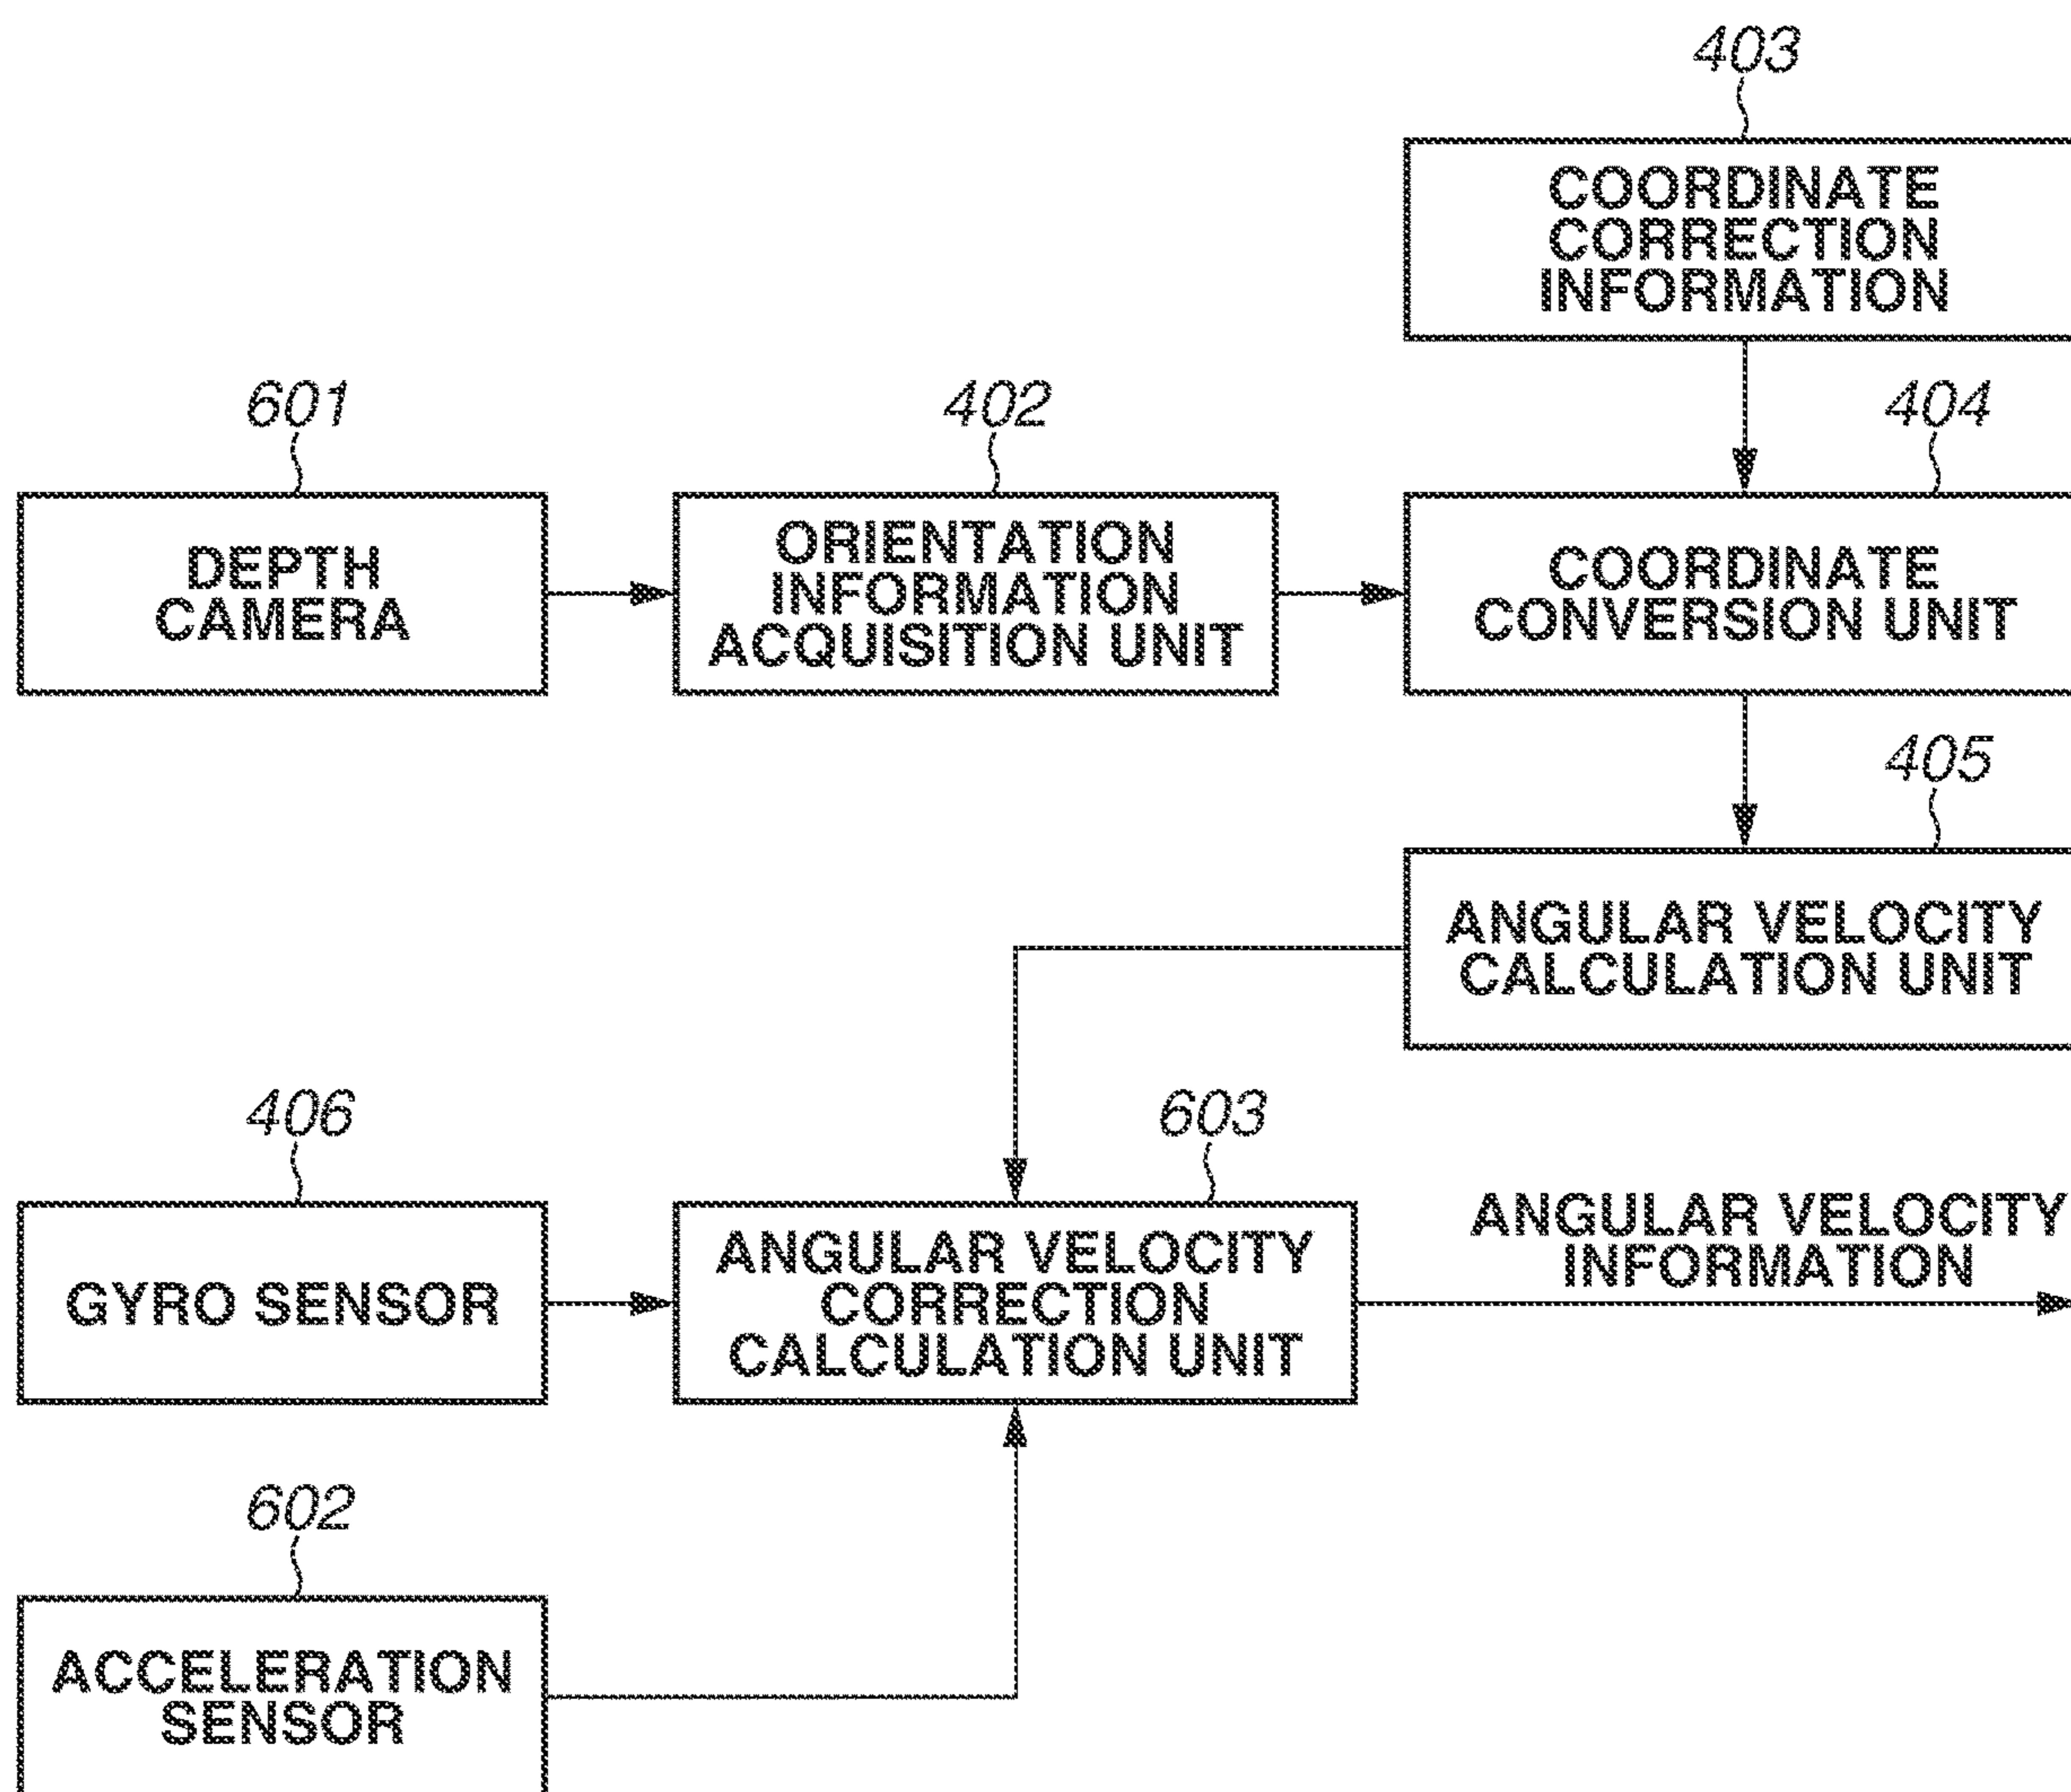 403
COORDINATE
CORRECTION
INFORMATION
601
402
404
DEPTH
CAMERA
ORIENTATION
INFORMATION
ACQUISITION UNIT
COORDINATE
CONVERSION UNIT
405
ANGULAR VELOCITY
CALCULATION UNIT
406
603
GYRO SENSOR
ANGULAR VELOCITY
CORRECTION
CALCULATION UNIT
ANGULAR VELOCITY
INFORMATION
602
ACCELERATION
SENSOR